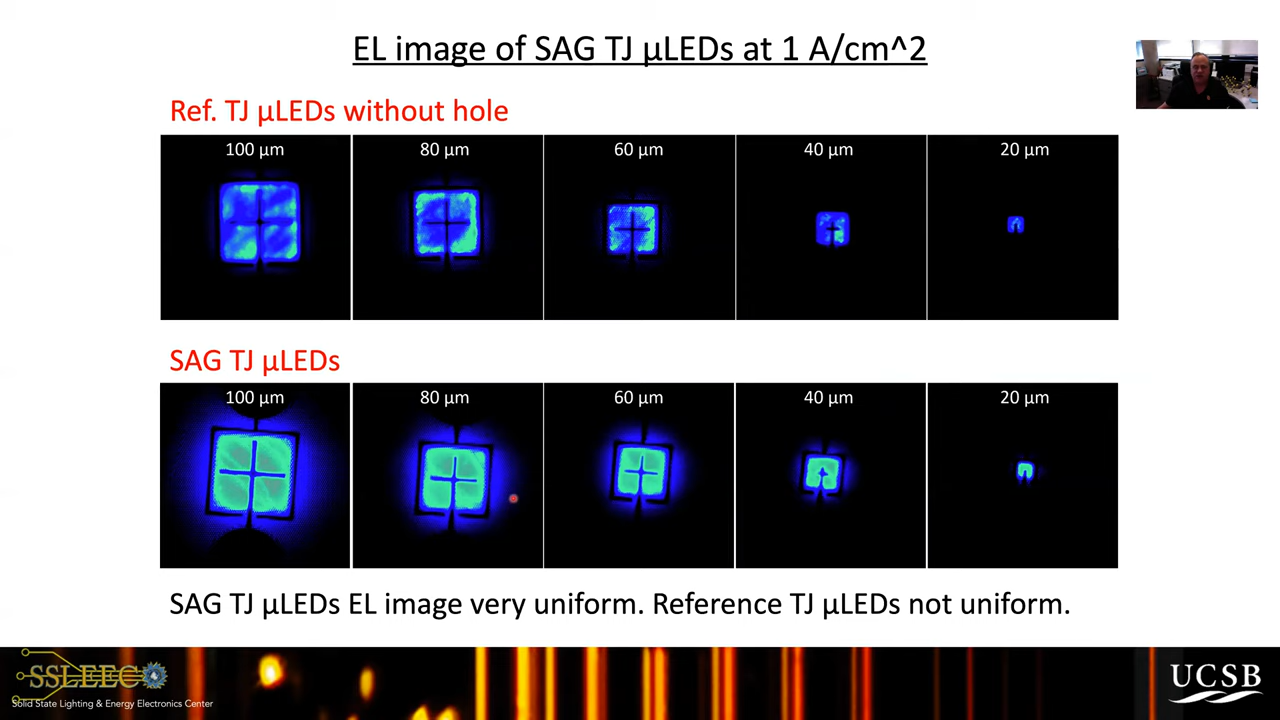 EL image of SAG TJ µLEDs at 1 A/cm^2
Ref. TJ µLEDs without hole
100 µm
80 µm
60 µm
40 µm
20 µm
SAG TJ µLEDs
100 µm
80 µm
60 µm
40 µm
20 µm
SAG TJ µLEDs EL image very uniform. Reference TJ µLEDs not uniform.
SSLEEC
Solid State Lighting & Energy Electronics Center
UCSB